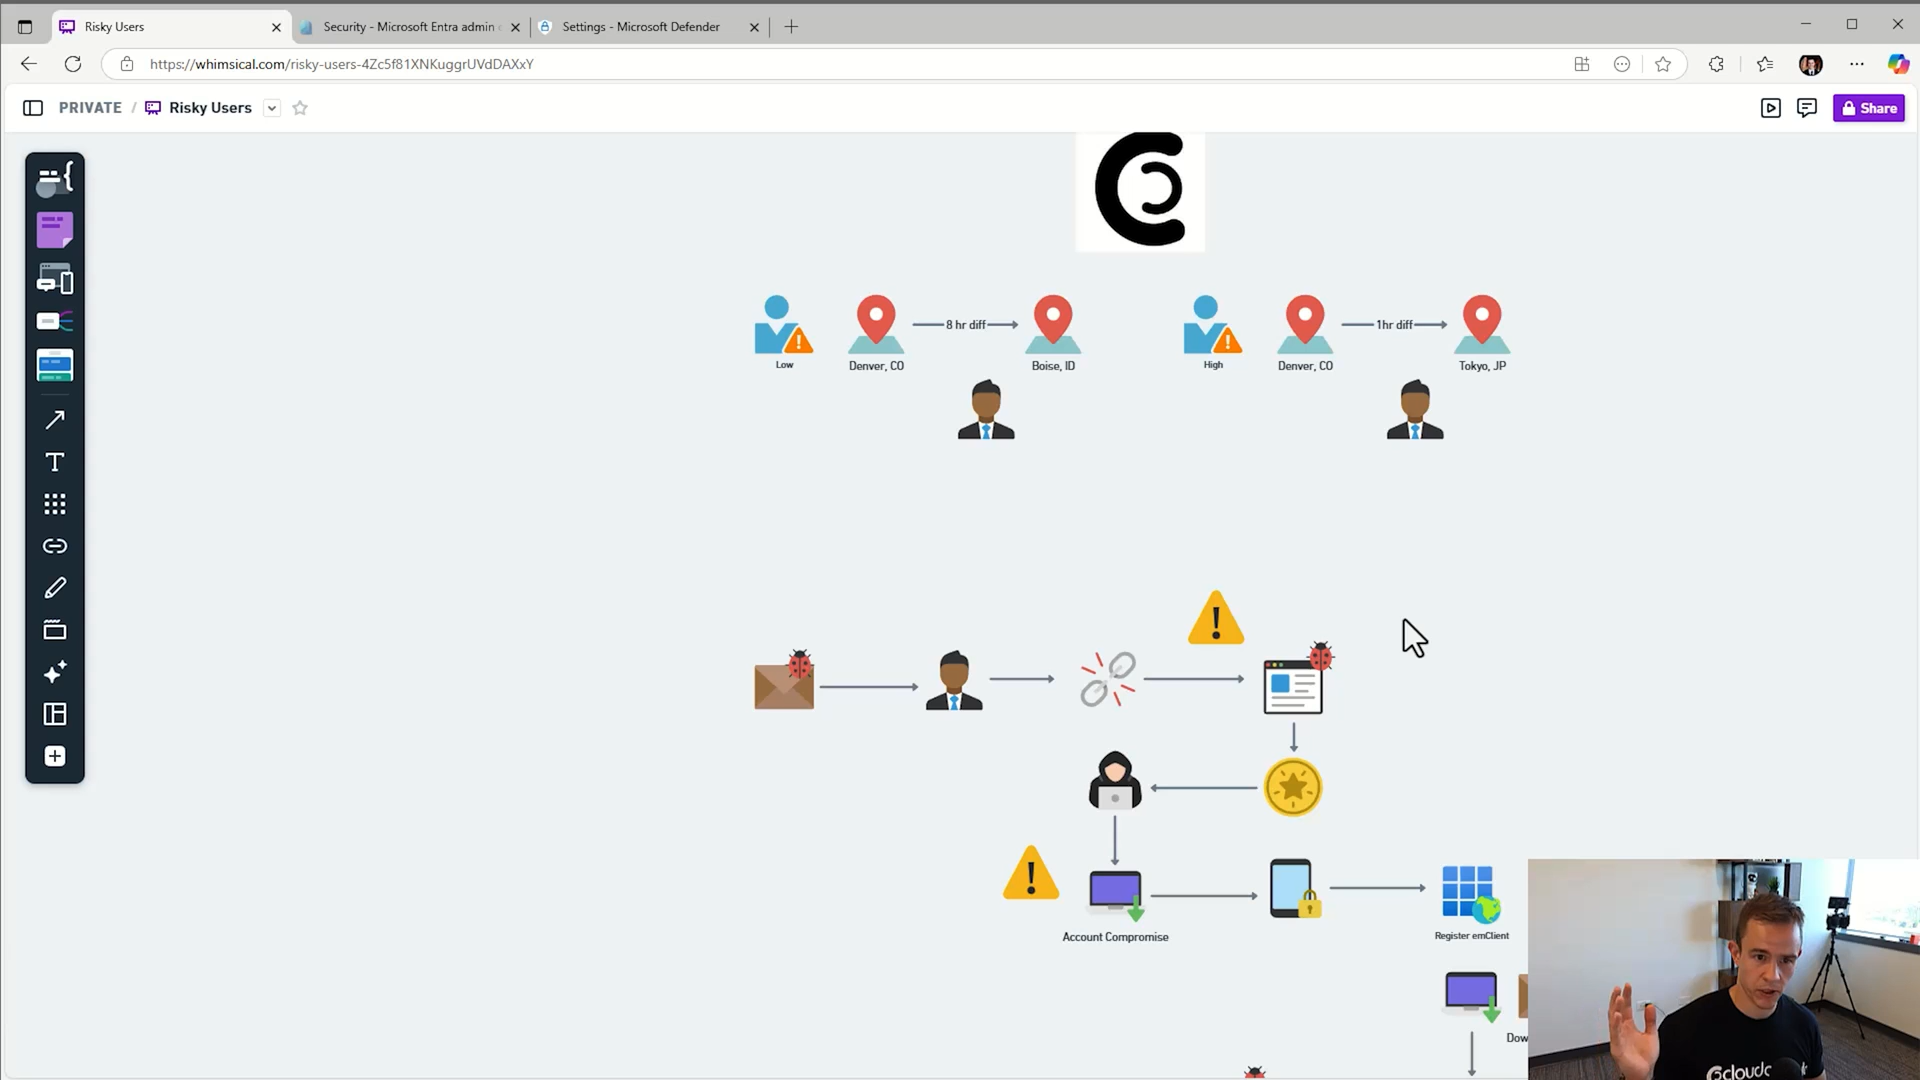 Risky Users
Security - Microsoft Entra admin c
Settings - Microsoft Defender
https://whimsical.com/risky-users-4Zc5f81XNKuggrUVdDAXxY
PRIVATE / Risky Users
Share
8 hr diff
1hr diff
Low
Denver, CO
Boise, ID
High
Denver, CO
Tokyo, JP
Account Compromise
Register emClient
Dow
cloudc